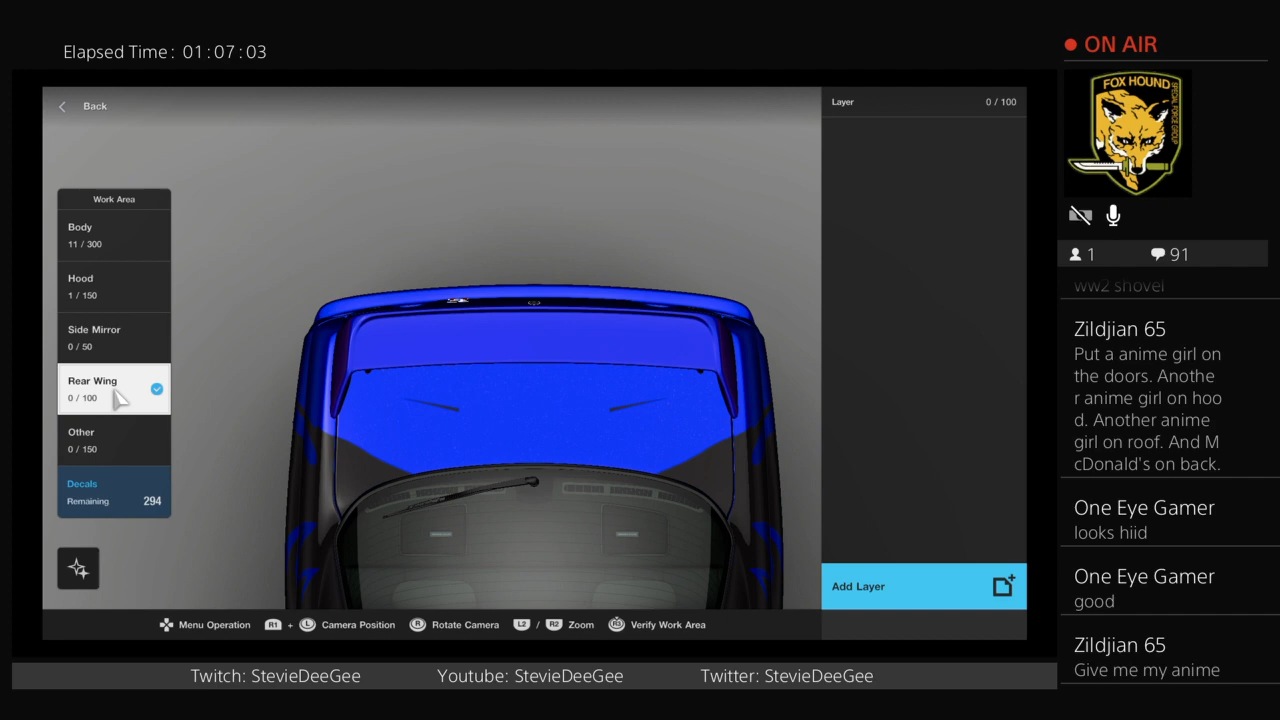 Elapsed Time: 01:07:03
ON AIR
FOX HOUND
SPECIAL FORCE GROUP
Back
Layer 0 / 100
Work Area
Body
11 / 300
Hood
1 / 150
Side Mirror
0 / 50
Rear Wing
0 / 100
Other
0 / 150
Decals
Remaining 294
Add Layer
Menu Operation R1 + L Camera Position R Rotate Camera L2 / R2 Zoom R3 Verify Work Area
Twitch: StevieDeeGee Youtube: StevieDeeGee Twitter: StevieDeeGee
1 91
ww2 shovel
Zildjian 65
Put a anime girl on
the doors. Anothe
r anime girl on hoo
d. Another anime
girl on roof. And M
cDonald's on back.
One Eye Gamer
looks hiid
One Eye Gamer
good
Zildjian 65
Give me my anime